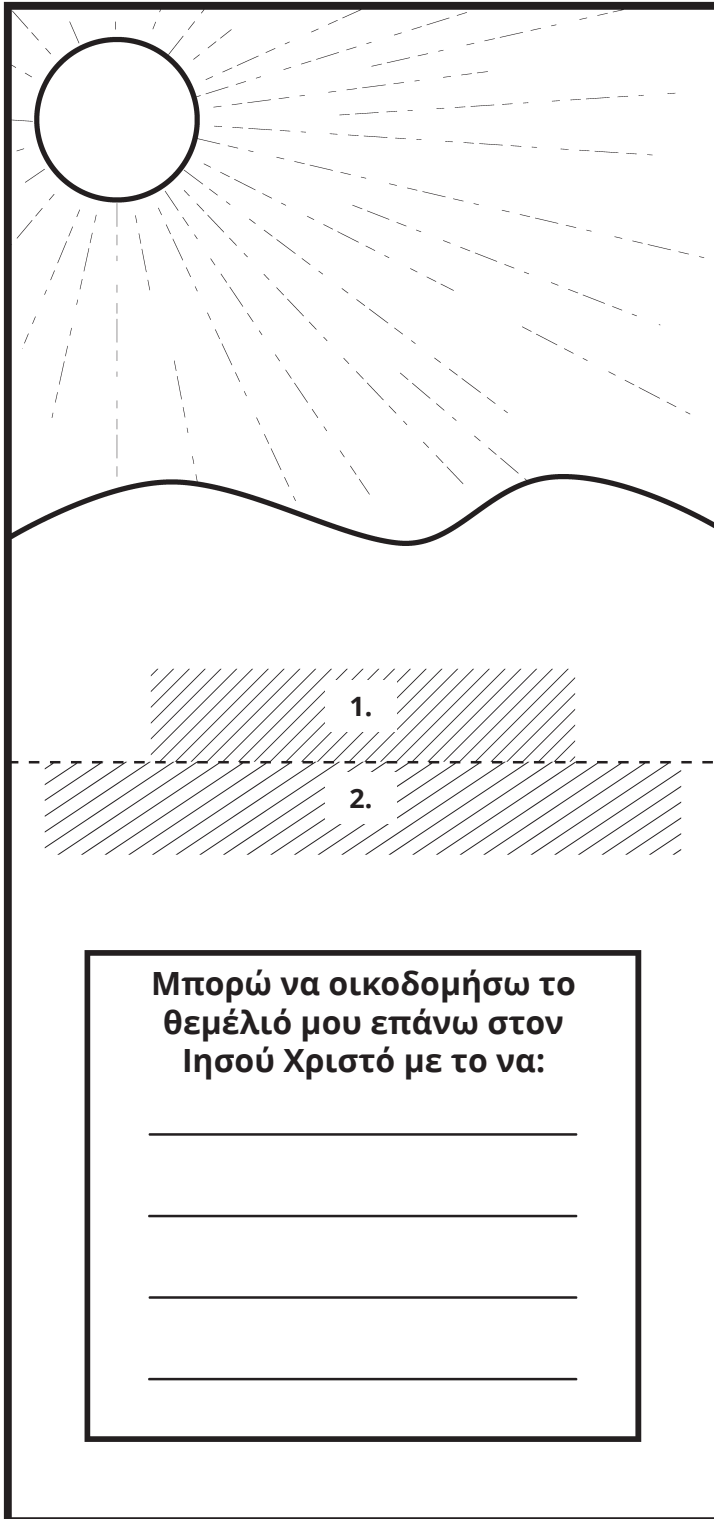 1.
2.
Μπορώ να οικοδομήσω το
θεμέλιό μου επάνω στον
Ιησού Χριστό με το να: